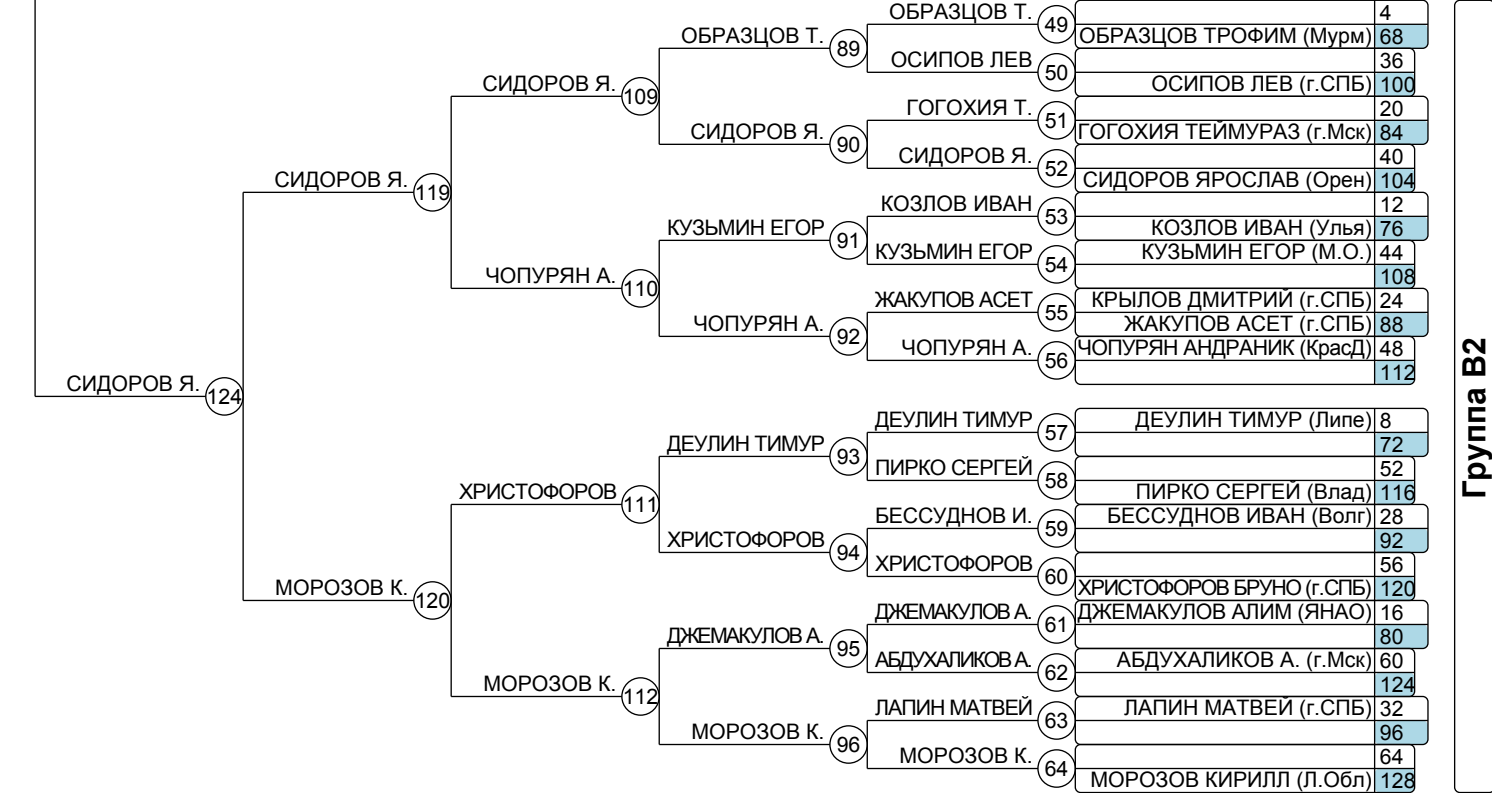 ОБРАЗЦОВ Т. 49 4
ОБРАЗЦОВ Т. 89 ОБРАЗЦОВ ТРОФИМ (Мурм) 68
ОСИПОВ ЛЕВ 50 36
СИДОРОВ Я. 109 ОСИПОВ ЛЕВ (г.СПБ) 100
ГОГОХИЯ Т. 51 20
СИДОРОВ Я. 90 ГОГОХИЯ ТЕЙМУРАЗ (г.Мск) 84
СИДОРОВ Я. 52 40
СИДОРОВ Я. 119 СИДОРОВ ЯРОСЛАВ (Орен) 104
КОЗЛОВ ИВАН 53 12
КУЗЬМИН ЕГОР 91 КОЗЛОВ ИВАН (Улья) 76
КУЗЬМИН ЕГОР 54 КУЗЬМИН ЕГОР (М.О.) 44
ЧОПУРЯН А. 110 108
ЖАКУПОВ АСЕТ 55 КРЫЛОВ ДМИТРИЙ (г.СПБ) 24
ЧОПУРЯН А. 92 ЖАКУПОВ АСЕТ (г.СПБ) 88
ЧОПУРЯН А. 56 ЧОПУРЯН АНДРАНИК (КрасД) 48
112
СИДОРОВ Я. 124
ДЕУЛИН ТИМУР 57 ДЕУЛИН ТИМУР (Липе) 8
ДЕУЛИН ТИМУР 93 72
ПИРКО СЕРГЕЙ 58 52
ХРИСТОФОРОВ 111 ПИРКО СЕРГЕЙ (Влад) 116
БЕССУДНОВ И. 59 БЕССУДНОВ ИВАН (Волг) 28
ХРИСТОФОРОВ 94 92
ХРИСТОФОРОВ 60 56
МОРОЗОВ К. 120 ХРИСТОФОРОВ БРУНО (г.СПБ) 120
ДЖЕМАКУЛОВ А. 61 ДЖЕМАКУЛОВ АЛИМ (ЯНАО) 16
ДЖЕМАКУЛОВ А. 95 80
АБДУХАЛИКОВ А. 62 АБДУХАЛИКОВ А. (г.Мск) 60
МОРОЗОВ К. 112 124
ЛАПИН МАТВЕЙ 63 ЛАПИН МАТВЕЙ (г.СПБ) 32
МОРОЗОВ К. 96 96
МОРОЗОВ К. 64 64
МОРОЗОВ КИРИЛЛ (Л.Обл) 128
Группа B2